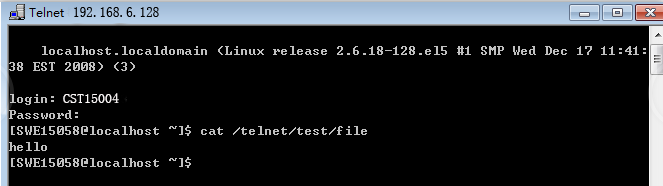 Telnet 192.168.6.128
localhost.localdomain (Linux release 2.6.18-128.el5 #1 SMP Wed Dec 17 11:41:
38 EST 2008) (3)
login: CST15004
Password:
[SWE15058@localhost ~]$ cat /telnet/test/file
hello
[SWE15058@localhost ~]$